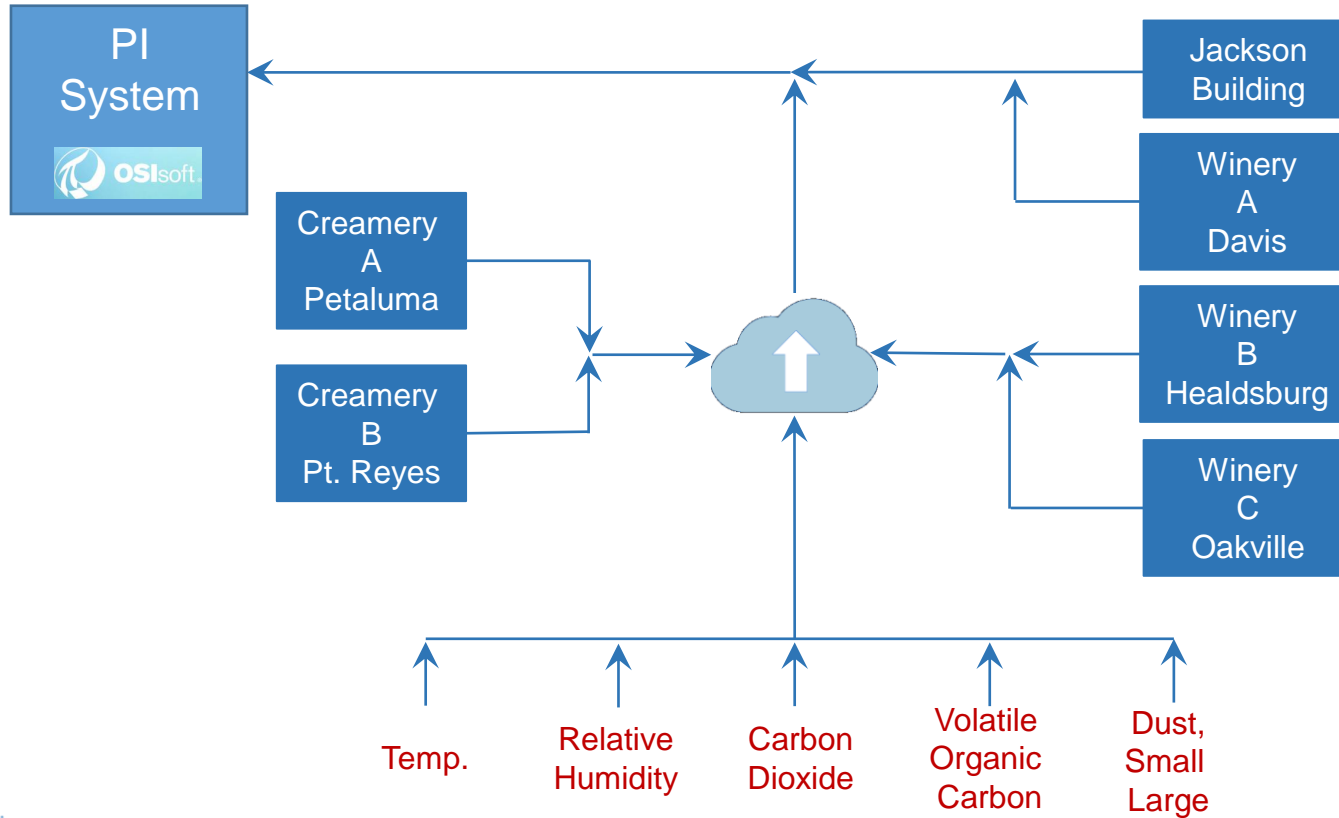 PI
System
OSIsoft.
Jackson
Building
Winery
A
Davis
Creamery
A
Petaluma
Winery
B
Healdsburg
Creamery
B
Pt. Reyes
Winery
C
Oakville
Temp.
Relative
Humidity
Carbon
Dioxide
Volatile
Organic
Carbon
Dust,
Small
Large